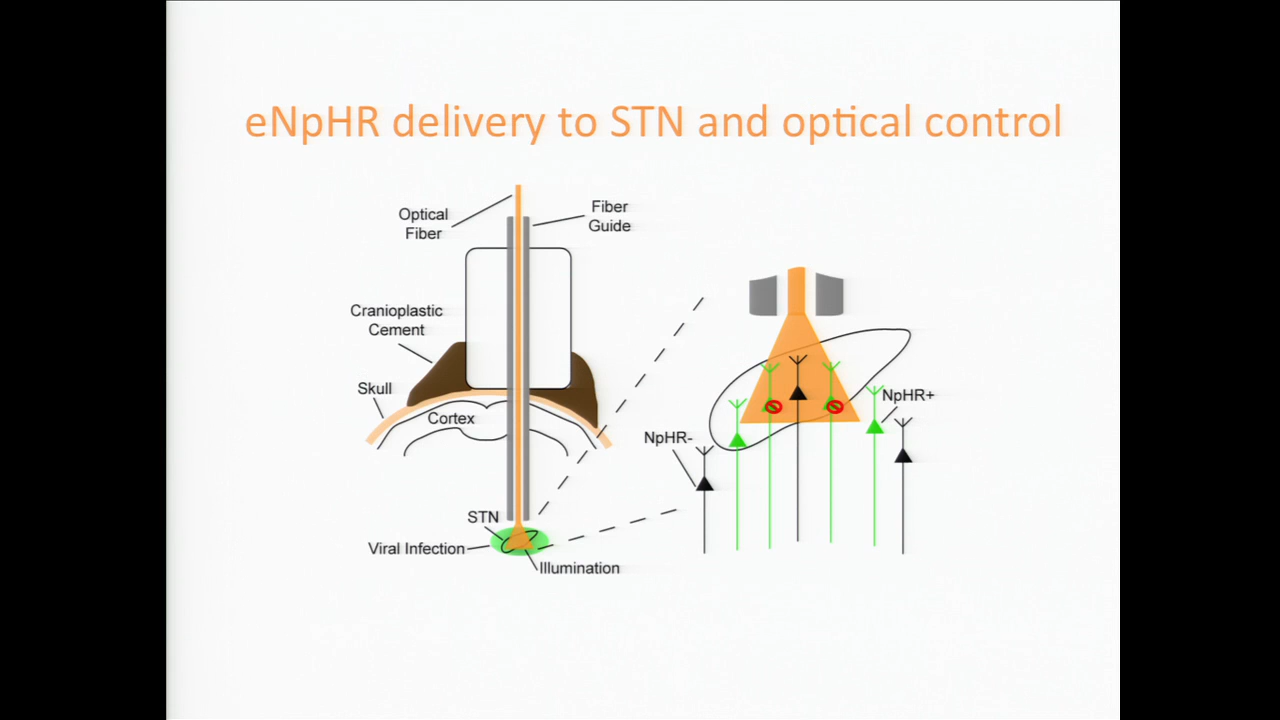 eNpHR delivery to STN and optical control
Optical
Fiber
Fiber
Guide
Cranioplastic
Cement
Skull
Cortex
STN
Viral Infection
Illumination
NpHR+
NpHR-